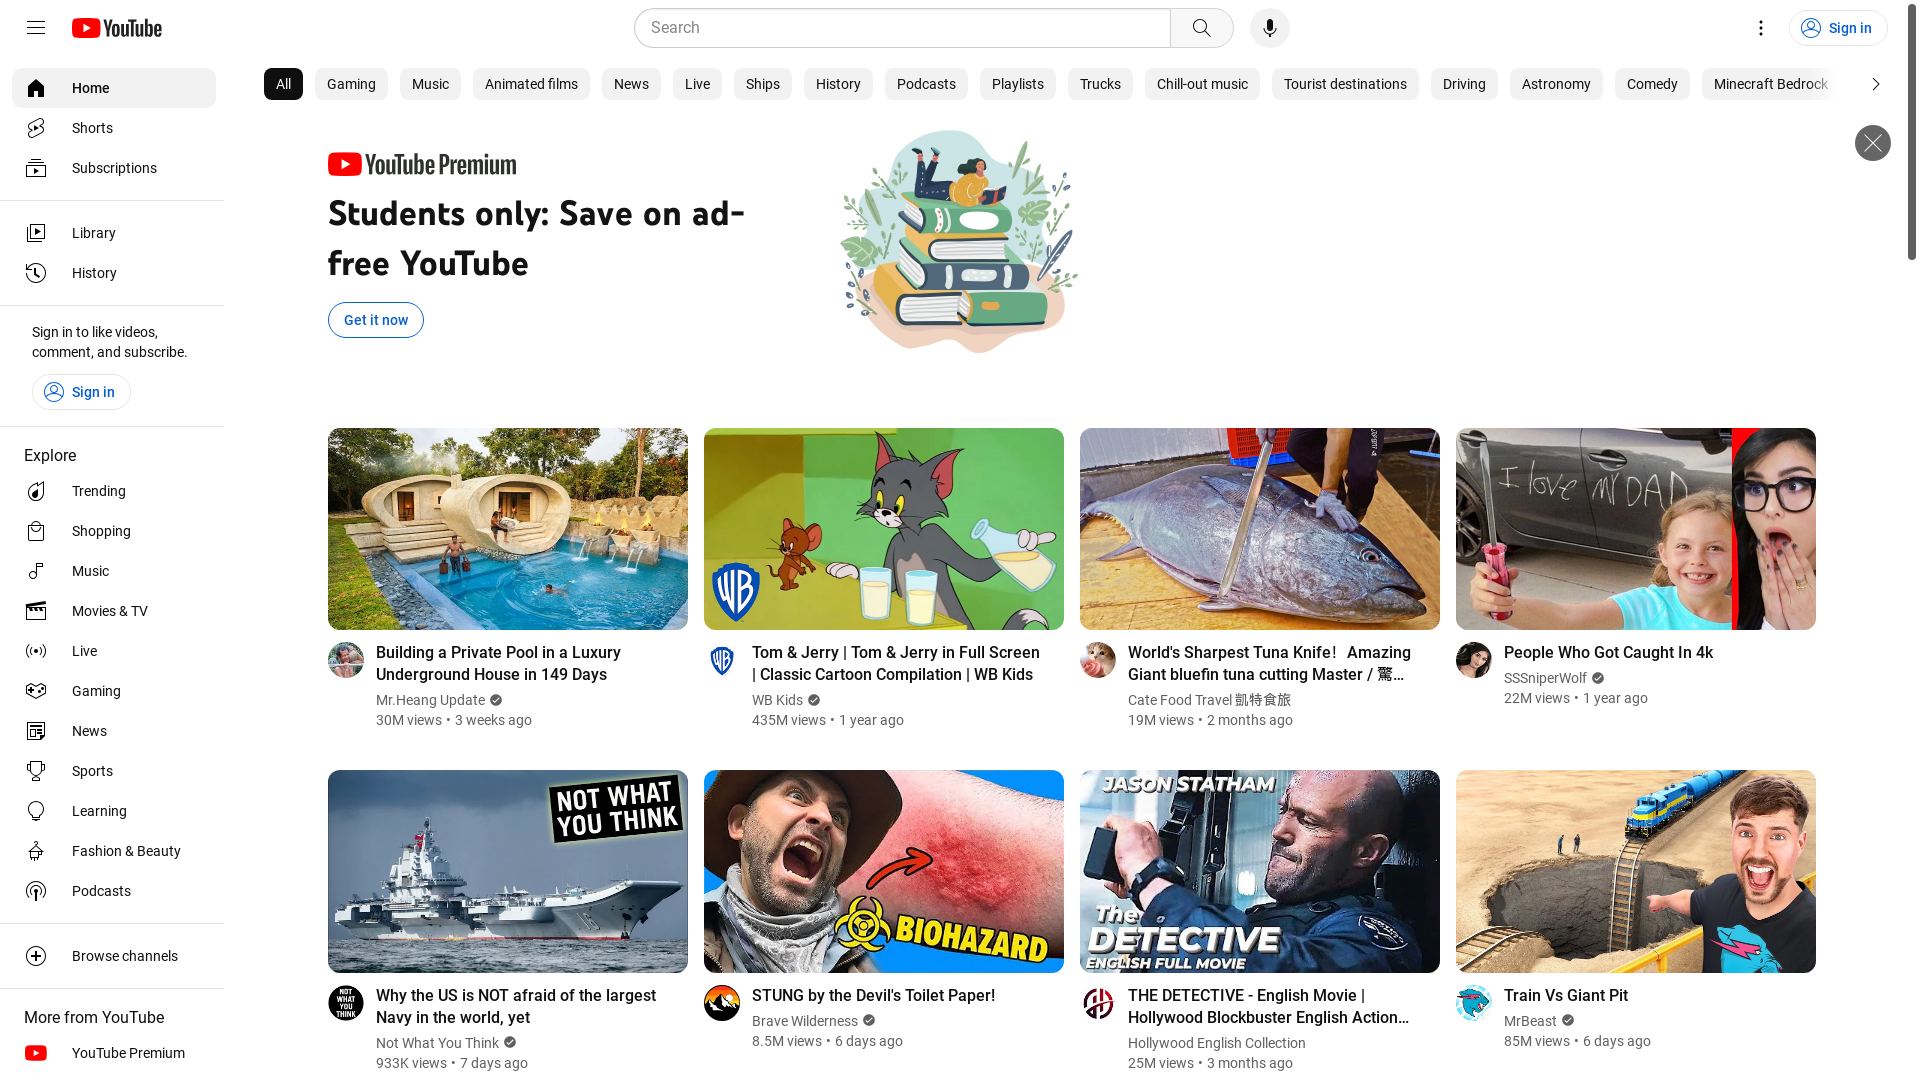 YouTube
Search
Sign in
Home
Shorts
Subscriptions
Library
History
Sign in to like videos,
comment, and subscribe.
Sign in
Explore
Trending
Shopping
Music
Movies & TV
Live
Gaming
News
Sports
Learning
Fashion & Beauty
Podcasts
Browse channels
More from YouTube
YouTube Premium
All
Gaming
Music
Animated films
News
Live
Ships
History
Podcasts
Playlists
Trucks
Chill-out music
Tourist destinations
Driving
Astronomy
Comedy
Minecraft Bedrock
YouTube Premium
Students only: Save on ad-
free YouTube
Get it now
WB
I love my DAD
Building a Private Pool in a Luxury
Underground House in 149 Days
Mr.Heang Update
30M views • 3 weeks ago
WB
Tom & Jerry | Tom & Jerry in Full Screen
| Classic Cartoon Compilation | WB Kids
WB Kids
435M views • 1 year ago
World's Sharpest Tuna Knife！ Amazing
Giant bluefin tuna cutting Master / 驚...
Cate Food Travel 凱特食旅
19M views • 2 months ago
People Who Got Caught In 4k
SSSniperWolf
22M views • 1 year ago
NOT WHAT
YOU THINK
16
BIOHAZARD
JASON STATHAM
The
DETECTIVE
ENGLISH FULL MOVIE
NOT
WHAT
YOU
THINK
Why the US is NOT afraid of the largest
Navy in the world, yet
Not What You Think
933K views • 7 days ago
STUNG by the Devil's Toilet Paper!
Brave Wilderness
8.5M views • 6 days ago
THE DETECTIVE - English Movie |
Hollywood Blockbuster English Action...
Hollywood English Collection
25M views • 3 months ago
Train Vs Giant Pit
MrBeast
85M views • 6 days ago